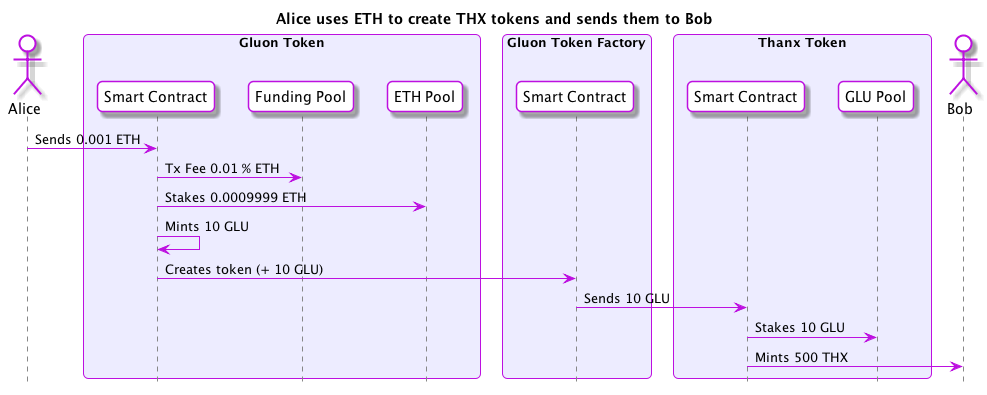 Alice uses ETH to create THX tokens and sends them to Bob
Gluon Token
Gluon Token Factory
Thanx Token
Alice
Smart Contract
Funding Pool
ETH Pool
Smart Contract
Smart Contract
GLU Pool
Bob
Sends 0.001 ETH
Tx Fee 0.01 % ETH
Stakes 0.0009999 ETH
Mints 10 GLU
Creates token (+ 10 GLU)
Sends 10 GLU
Stakes 10 GLU
Mints 500 THX